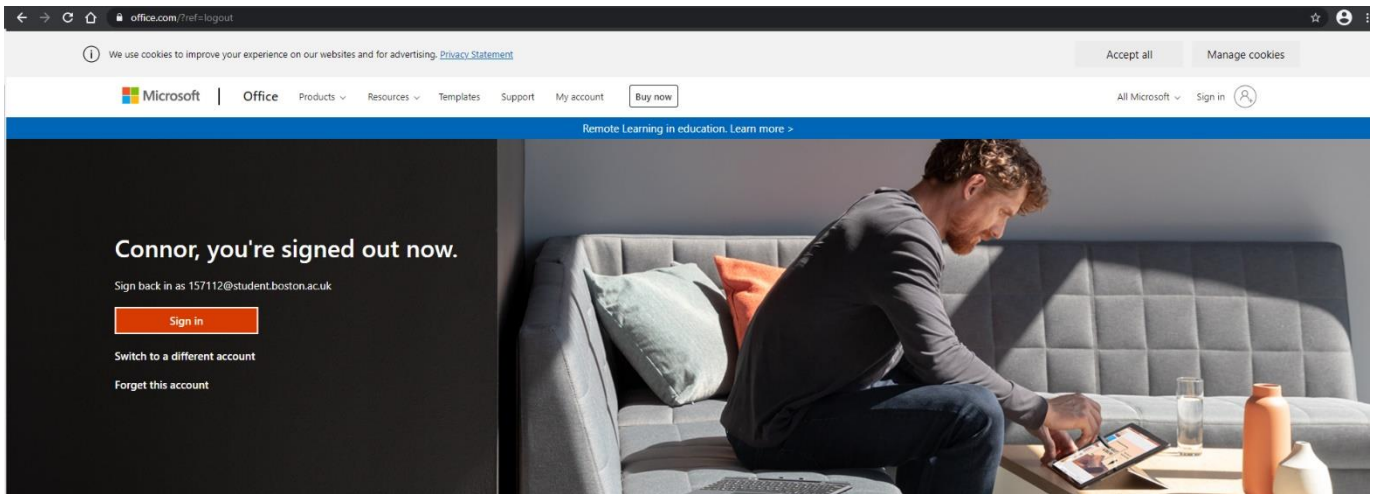 office.com/?ref=logout
We use cookies to improve your experience on our websites and for advertising. Privacy Statement
Accept all
Manage cookies
Microsoft
Office
Products
Resources
Templates
Support
My account
Buy now
All Microsoft
Sign in
Remote Learning in education. Learn more >
Connor, you're signed out now.
Sign back in as 157112@student.boston.ac.uk
Sign in
Switch to a different account
Forget this account